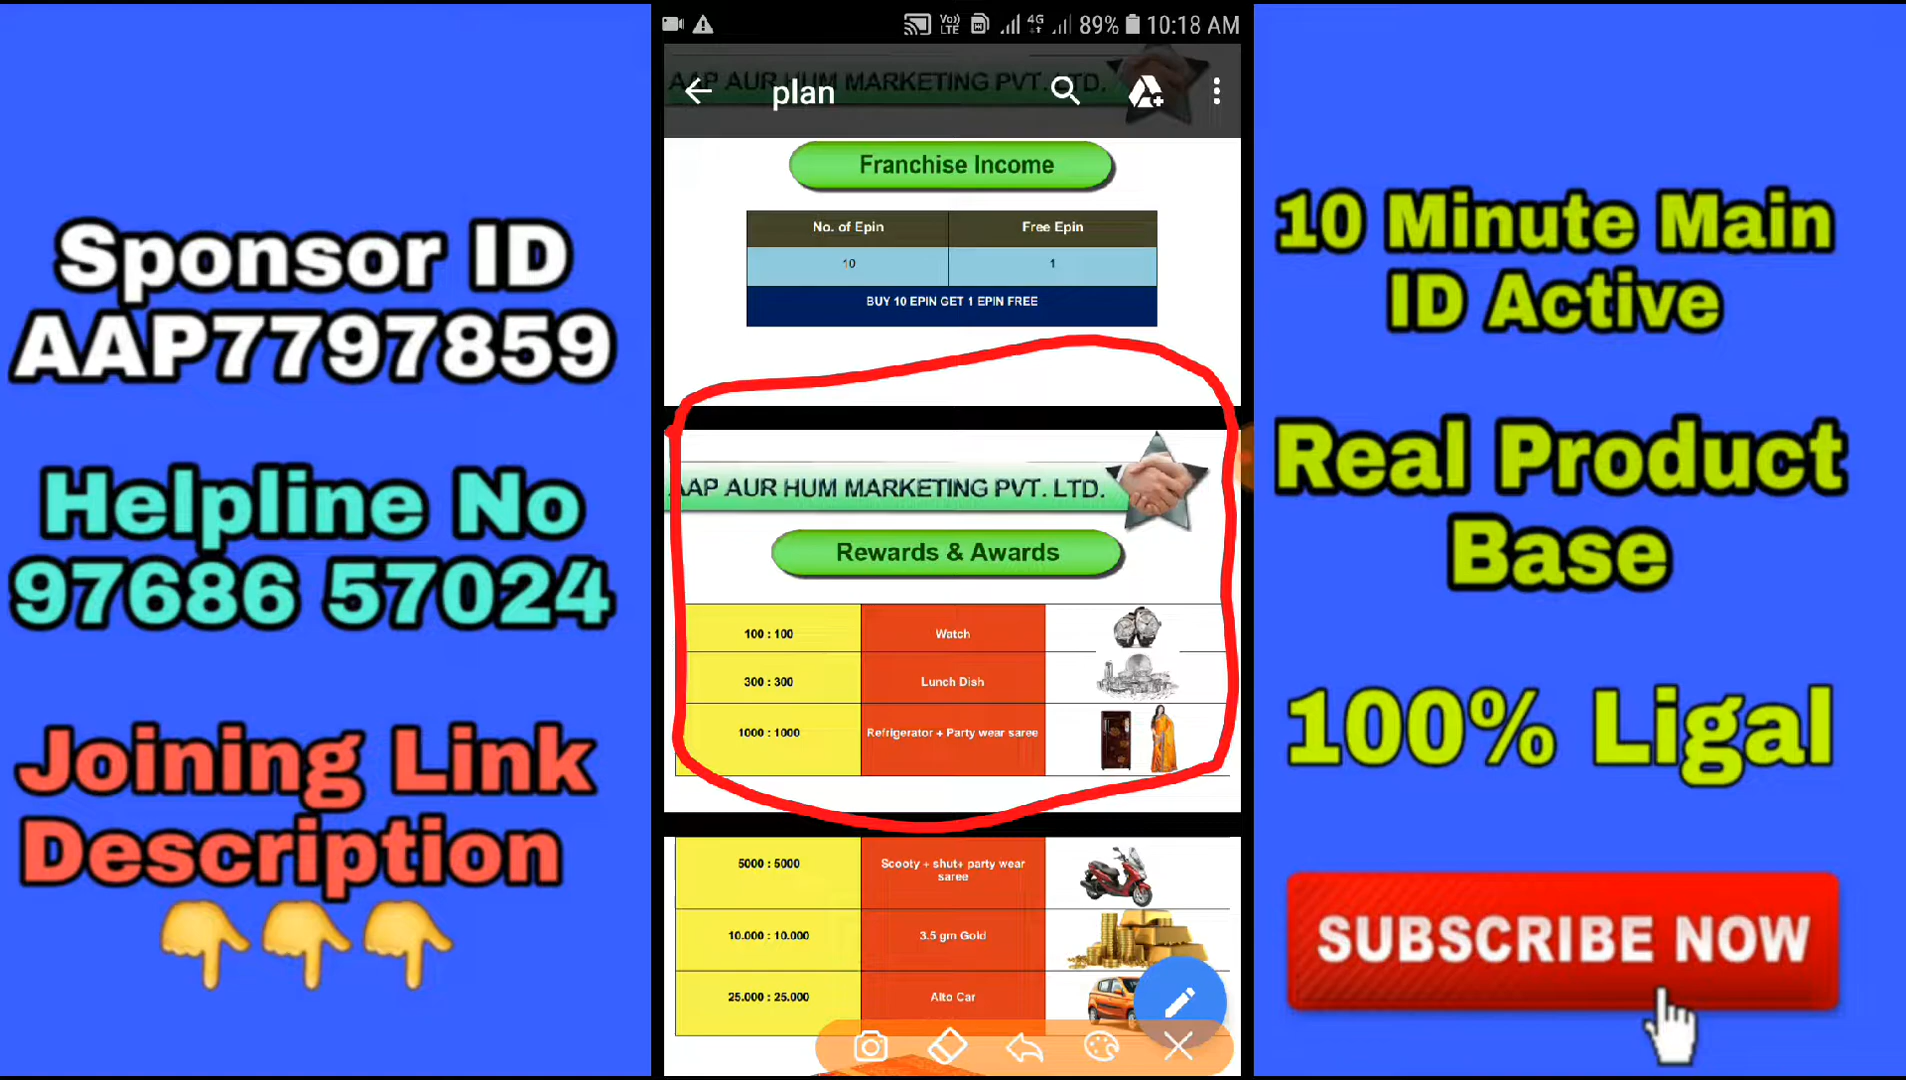 Sponsor ID
AAP7797859
Helpline No
97686 57024
Joining Link
Description
Vo)) LTE 4G 89% 10:18 AM
AAP AUR HUM MARKETING PVT. LTD.
plan
Franchise Income
No. of Epin Free Epin
10 1
BUY 10 EPIN GET 1 EPIN FREE
AAP AUR HUM MARKETING PVT. LTD.
Rewards & Awards
100 : 100 Watch
300 : 300 Lunch Dish
1000 : 1000 Refrigerator + Party wear saree
5000 : 5000 Scooty + shut+ party wear
saree
10.000 : 10.000 3.5 gm Gold
25.000 : 25.000 Alto Car
10 Minute Main
ID Active
Real Product
Base
100% Ligal
SUBSCRIBE NOW